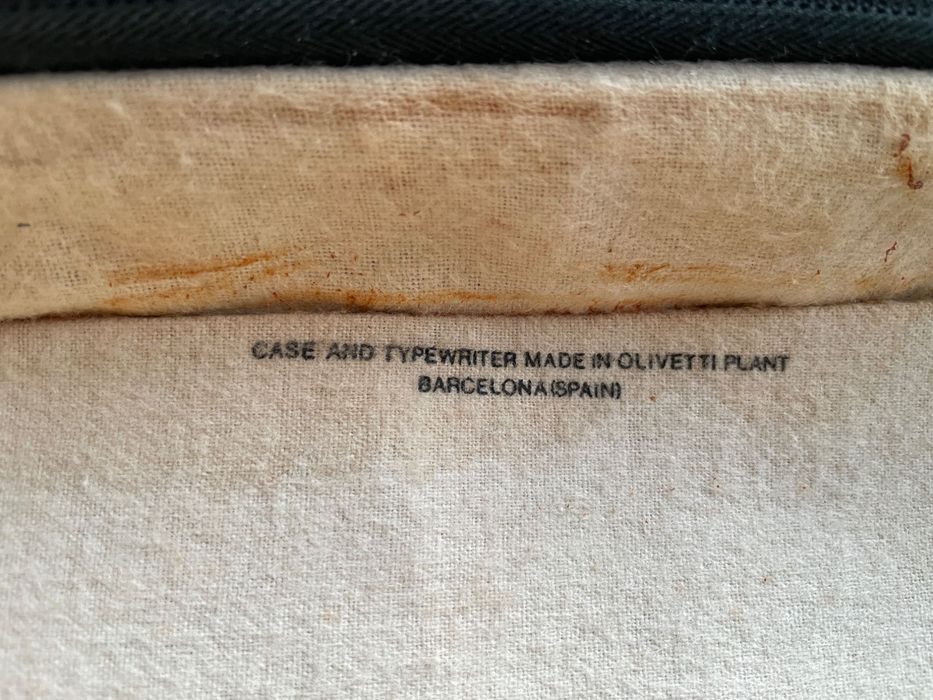 CASE AND TYPEWRITER MADE IN OLIVETTI PLANT
BARCELONA (SPAIN)